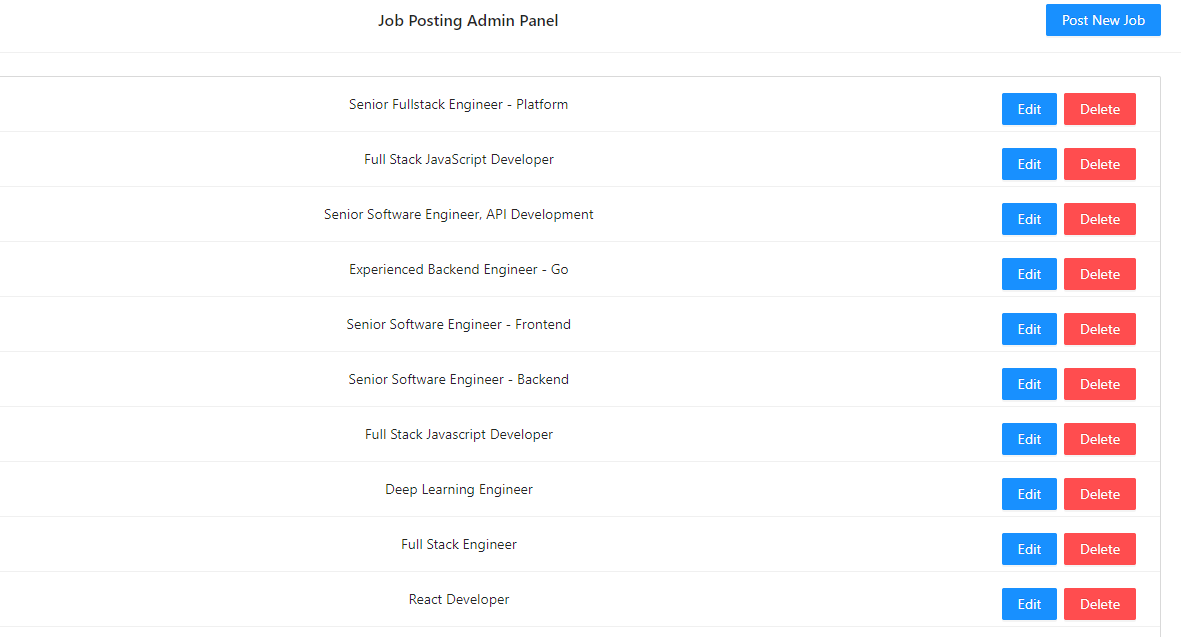 Job Posting Admin Panel Post New Job
Senior Fullstack Engineer - Platform Edit Delete
Full Stack JavaScript Developer Edit Delete
Senior Software Engineer, API Development Edit Delete
Experienced Backend Engineer - Go Edit Delete
Senior Software Engineer - Frontend Edit Delete
Senior Software Engineer - Backend Edit Delete
Full Stack Javascript Developer Edit Delete
Deep Learning Engineer Edit Delete
Full Stack Engineer Edit Delete
React Developer Edit Delete